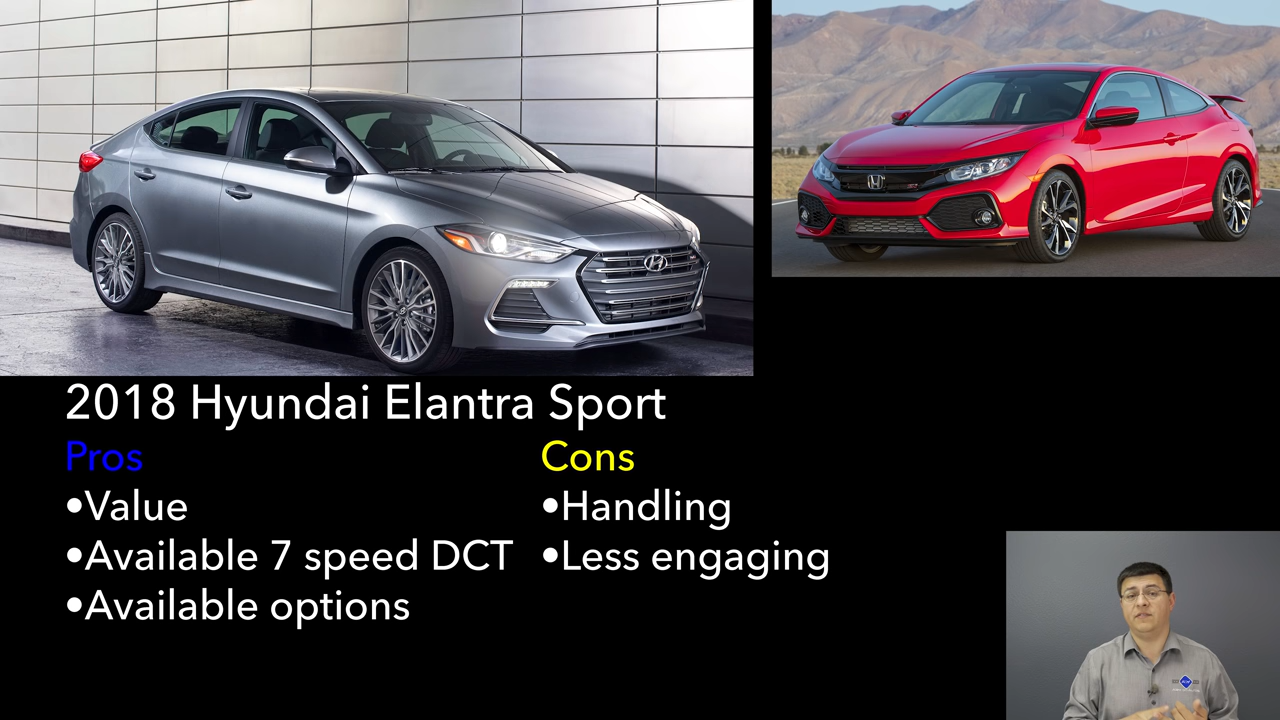 2018 Hyundai Elantra Sport
Pros
•Value
•Available 7 speed DCT
•Available options
Cons
•Handling
•Less engaging